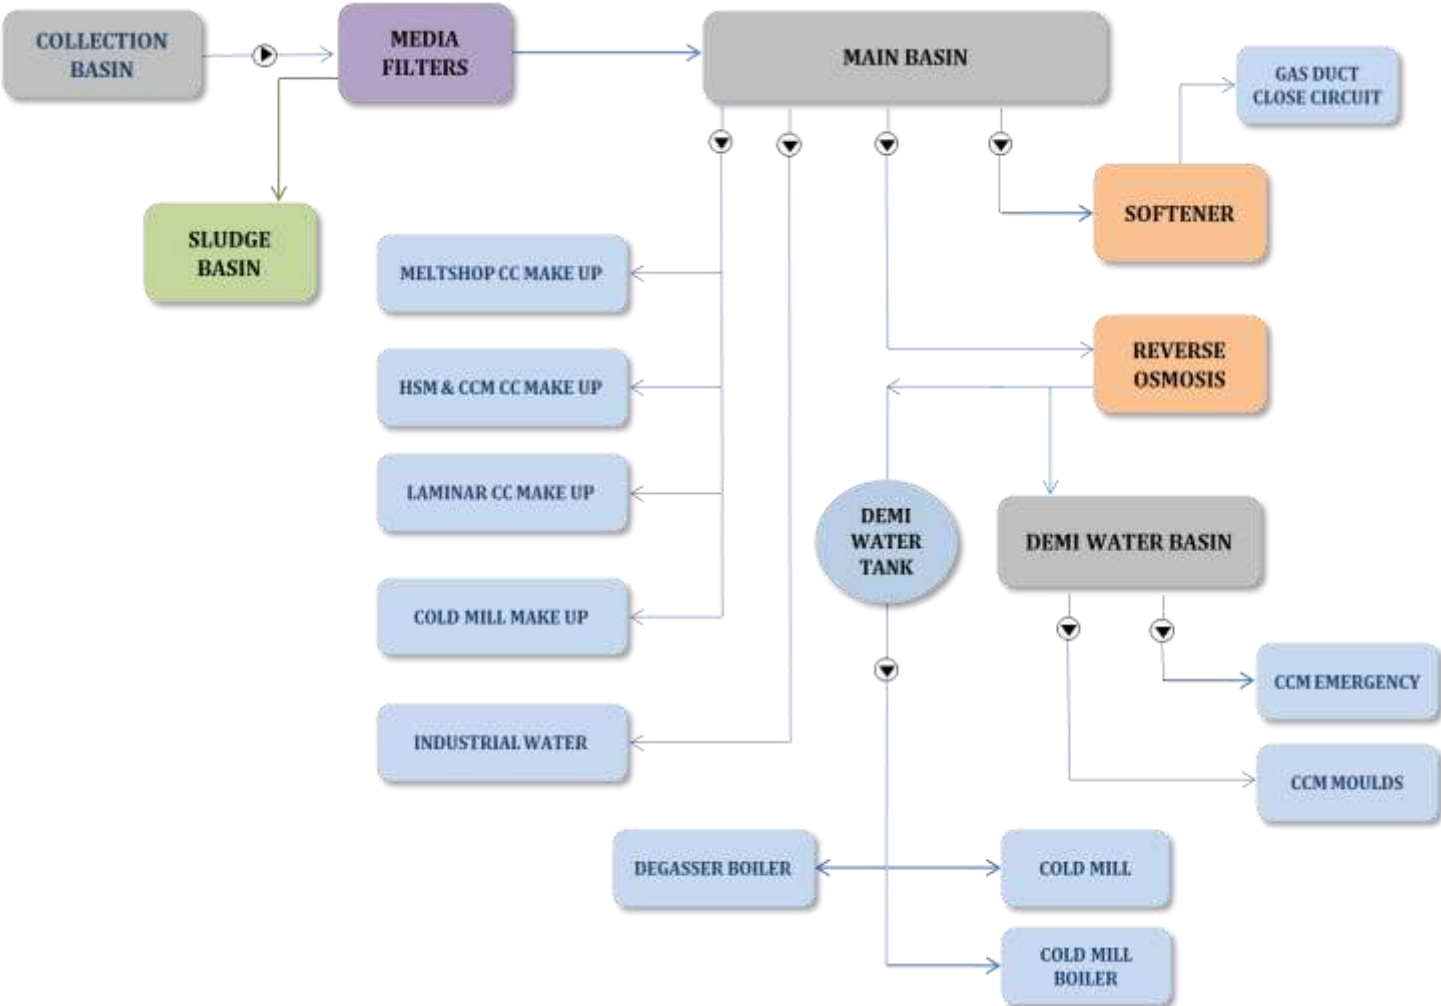 COLLECTION
BASIN
MEDIA
FILTERS
MAIN BASIN
GAS DUCT
CLOSE CIRCUIT
SLUDGE
BASIN
SOFTENER
MELTSHOP CC MAKE UP
HSM & CCM CC MAKE UP
REVERSE
OSMOSIS
LAMINAR CC MAKE UP
DEMI
WATER
TANK
DEMI WATER BASIN
COLD MILL MAKE UP
INDUSTRIAL WATER
CCM EMERGENCY
CCM MOULDS
DEGASSER BOILER
COLD MILL
COLD MILL
BOILER